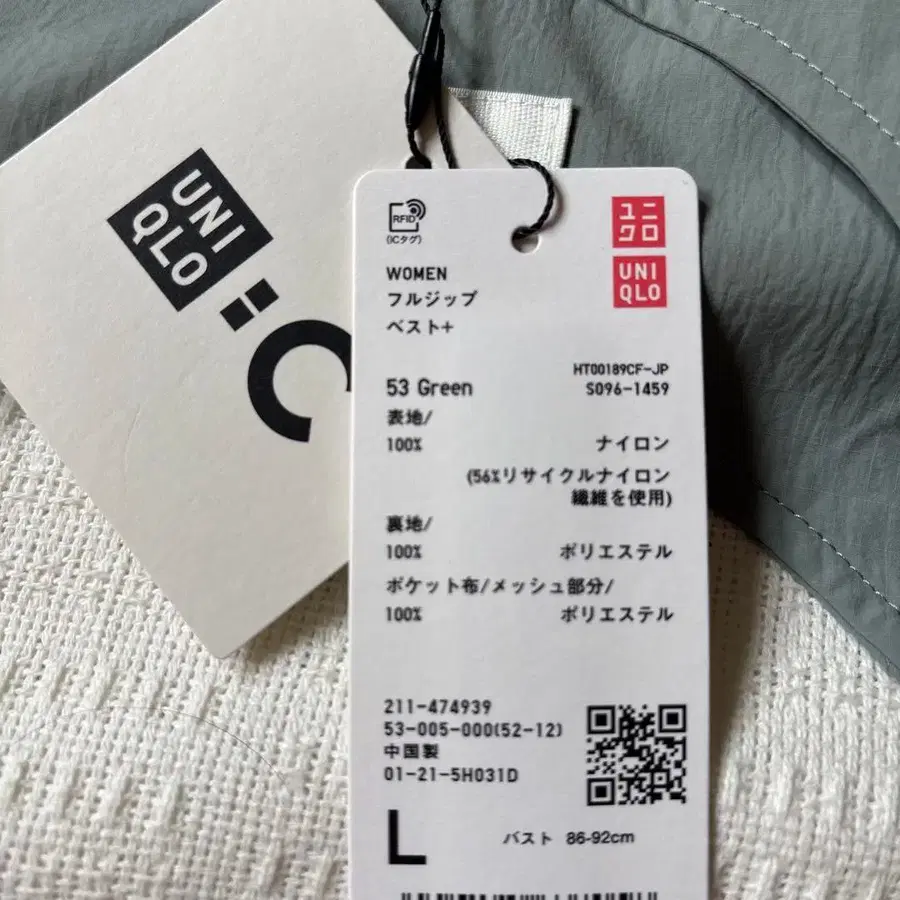 UNI
QLO
: C
RFID
(ICタグ)
ユニ
クロ
UNI
QLO
WOMEN
フルジップ
ベスト+
HT00189CF-JP
53 Green
S096-1459
表地/
100% ナイロン
(56%リサイクルナイロン
繊維を使用)
裏地/
100% ポリエステル
ポケット布/メッシュ部分/
100% ポリエステル
211-474939
53-005-000(52-12)
中国製
01-21-5H031D
L バスト 86-92cm